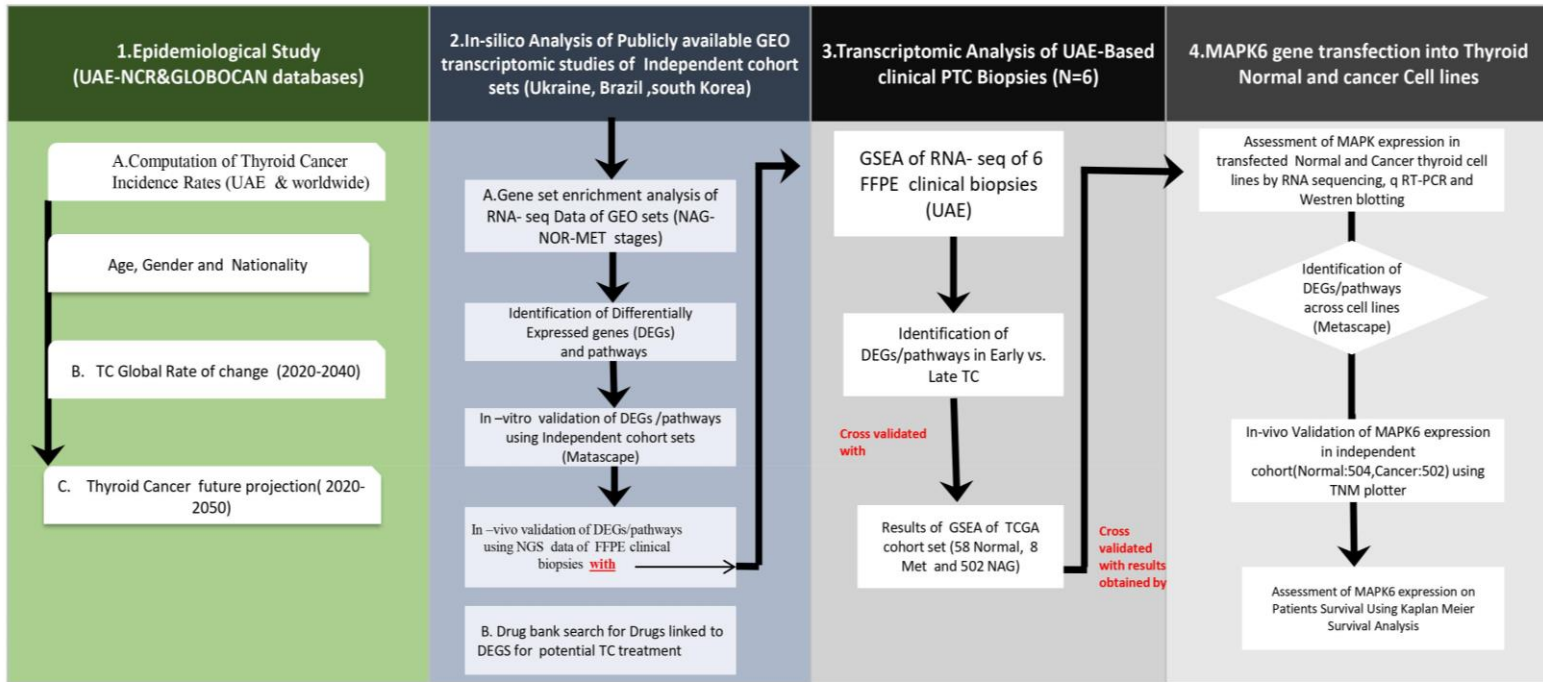 1.Epidemiological Study
(UAE-NCR&GLOBOCAN databases)
A.Computation of Thyroid Cancer
Incidence Rates (UAE & worldwide)
Age, Gender and Nationality
B. TC Global Rate of change (2020-2040)
C. Thyroid Cancer future projection( 2020-
2050)
2.In-silico Analysis of Publicly available GEO
transcriptomic studies of Independent cohort
sets (Ukraine, Brazil ,south Korea)
A.Gene set enrichment analysis of
RNA- seq Data of GEO sets (NAG-
NOR-MET stages)
Identification of Differentially
Expressed genes (DEGs)
and pathways
In –vitro validation of DEGs /pathways
using Independent cohort sets
(Matascape)
In –vivo validation of DEGs/pathways
using NGS data of FFPE clinical
biopsies with
B. Drug bank search for Drugs linked to
DEGS for potential TC treatment
3.Transcriptomic Analysis of UAE-Based
clinical PTC Biopsies (N=6)
GSEA of RNA- seq of 6
FFPE clinical biopsies
(UAE)
Identification of
DEGs/pathways in Early vs.
Late TC
Cross validated
with
Results of GSEA of TCGA
cohort set (58 Normal, 8
Met and 502 NAG)
Cross
validated
with results
obtained by
4.MAPK6 gene transfection into Thyroid
Normal and cancer Cell lines
Assessment of MAPK expression in
transfected Normal and Cancer thyroid cell
lines by RNA sequencing, q RT-PCR and
Westren blotting
Identification of
DEGs/pathways
across cell lines
(Metascape)
In-vivo Validation of MAPK6 expression
in independent
cohort(Normal:504,Cancer:502) using
TNM plotter
Assessment of MAPK6 expression on
Patients Survival Using Kaplan Meier
Survival Analysis